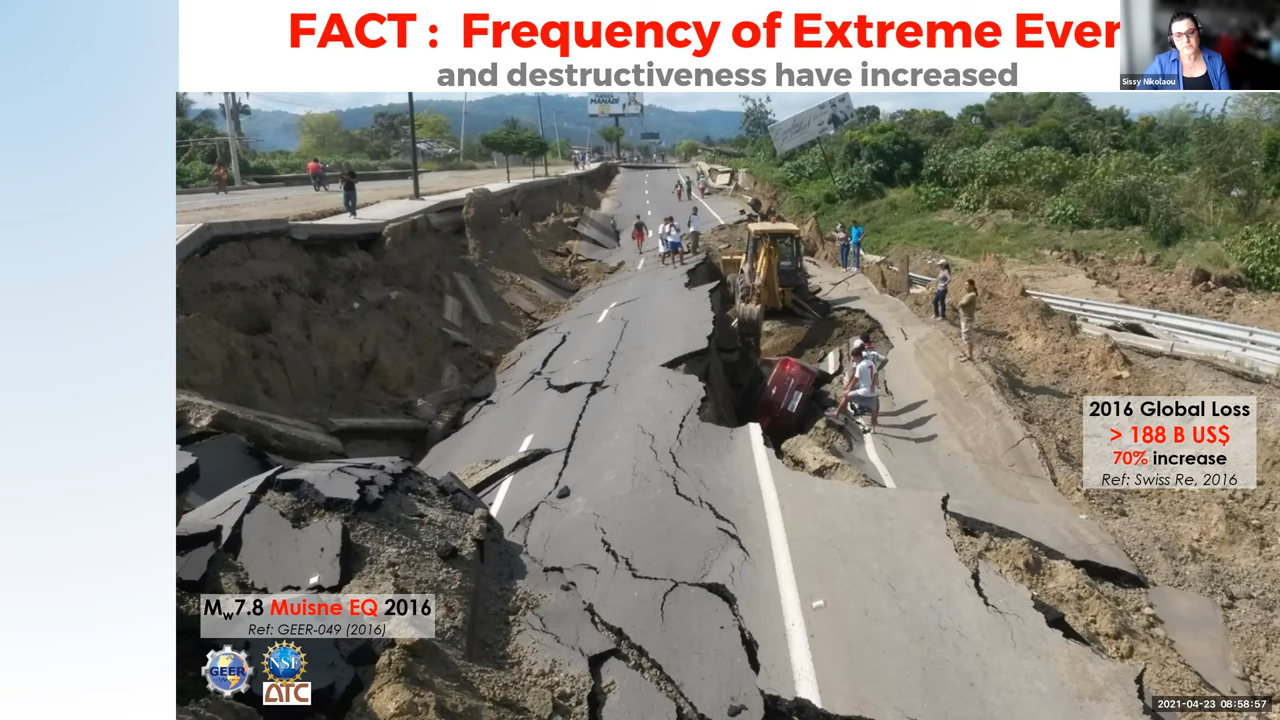 FACT : Frequency of Extreme Ever
and destructiveness have increased
Sissy Nikolaou
MANABÍ
2016 Global Loss
> 188 B US$
70% increase
Ref: Swiss Re, 2016
Mw7.8 Muisne EQ 2016
Ref: GEER-049 (2016)
GEER
NSF
ATC
2021-04-23 08:58:57